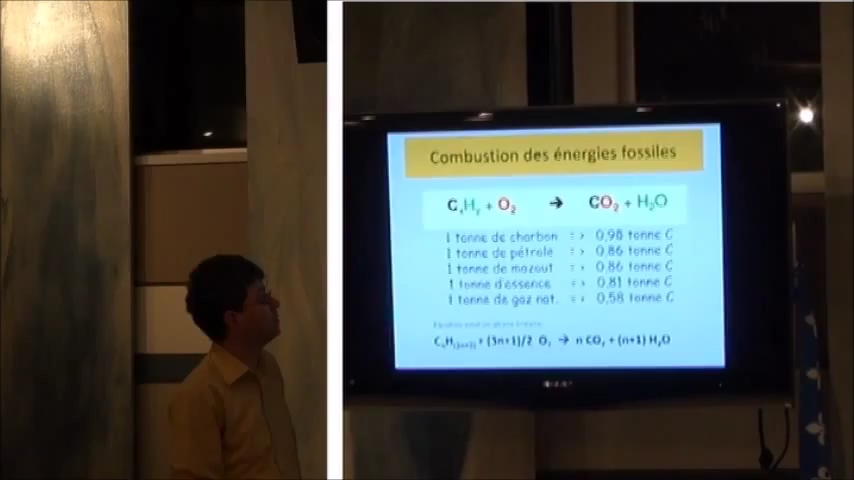 Combustion des énergies fossiles
CxHy + O2 → CO2 + H2O
1 tonne de charbon => 0,98 tonne C
1 tonne de pétrole => 0,86 tonne C
1 tonne de mazout => 0,86 tonne C
1 tonne d'essence => 0,81 tonne C
1 tonne de gaz nat. => 0,58 tonne C
CnH(2n+2) + (3n+1)/2 O2 → n CO2 + (n+1) H2O